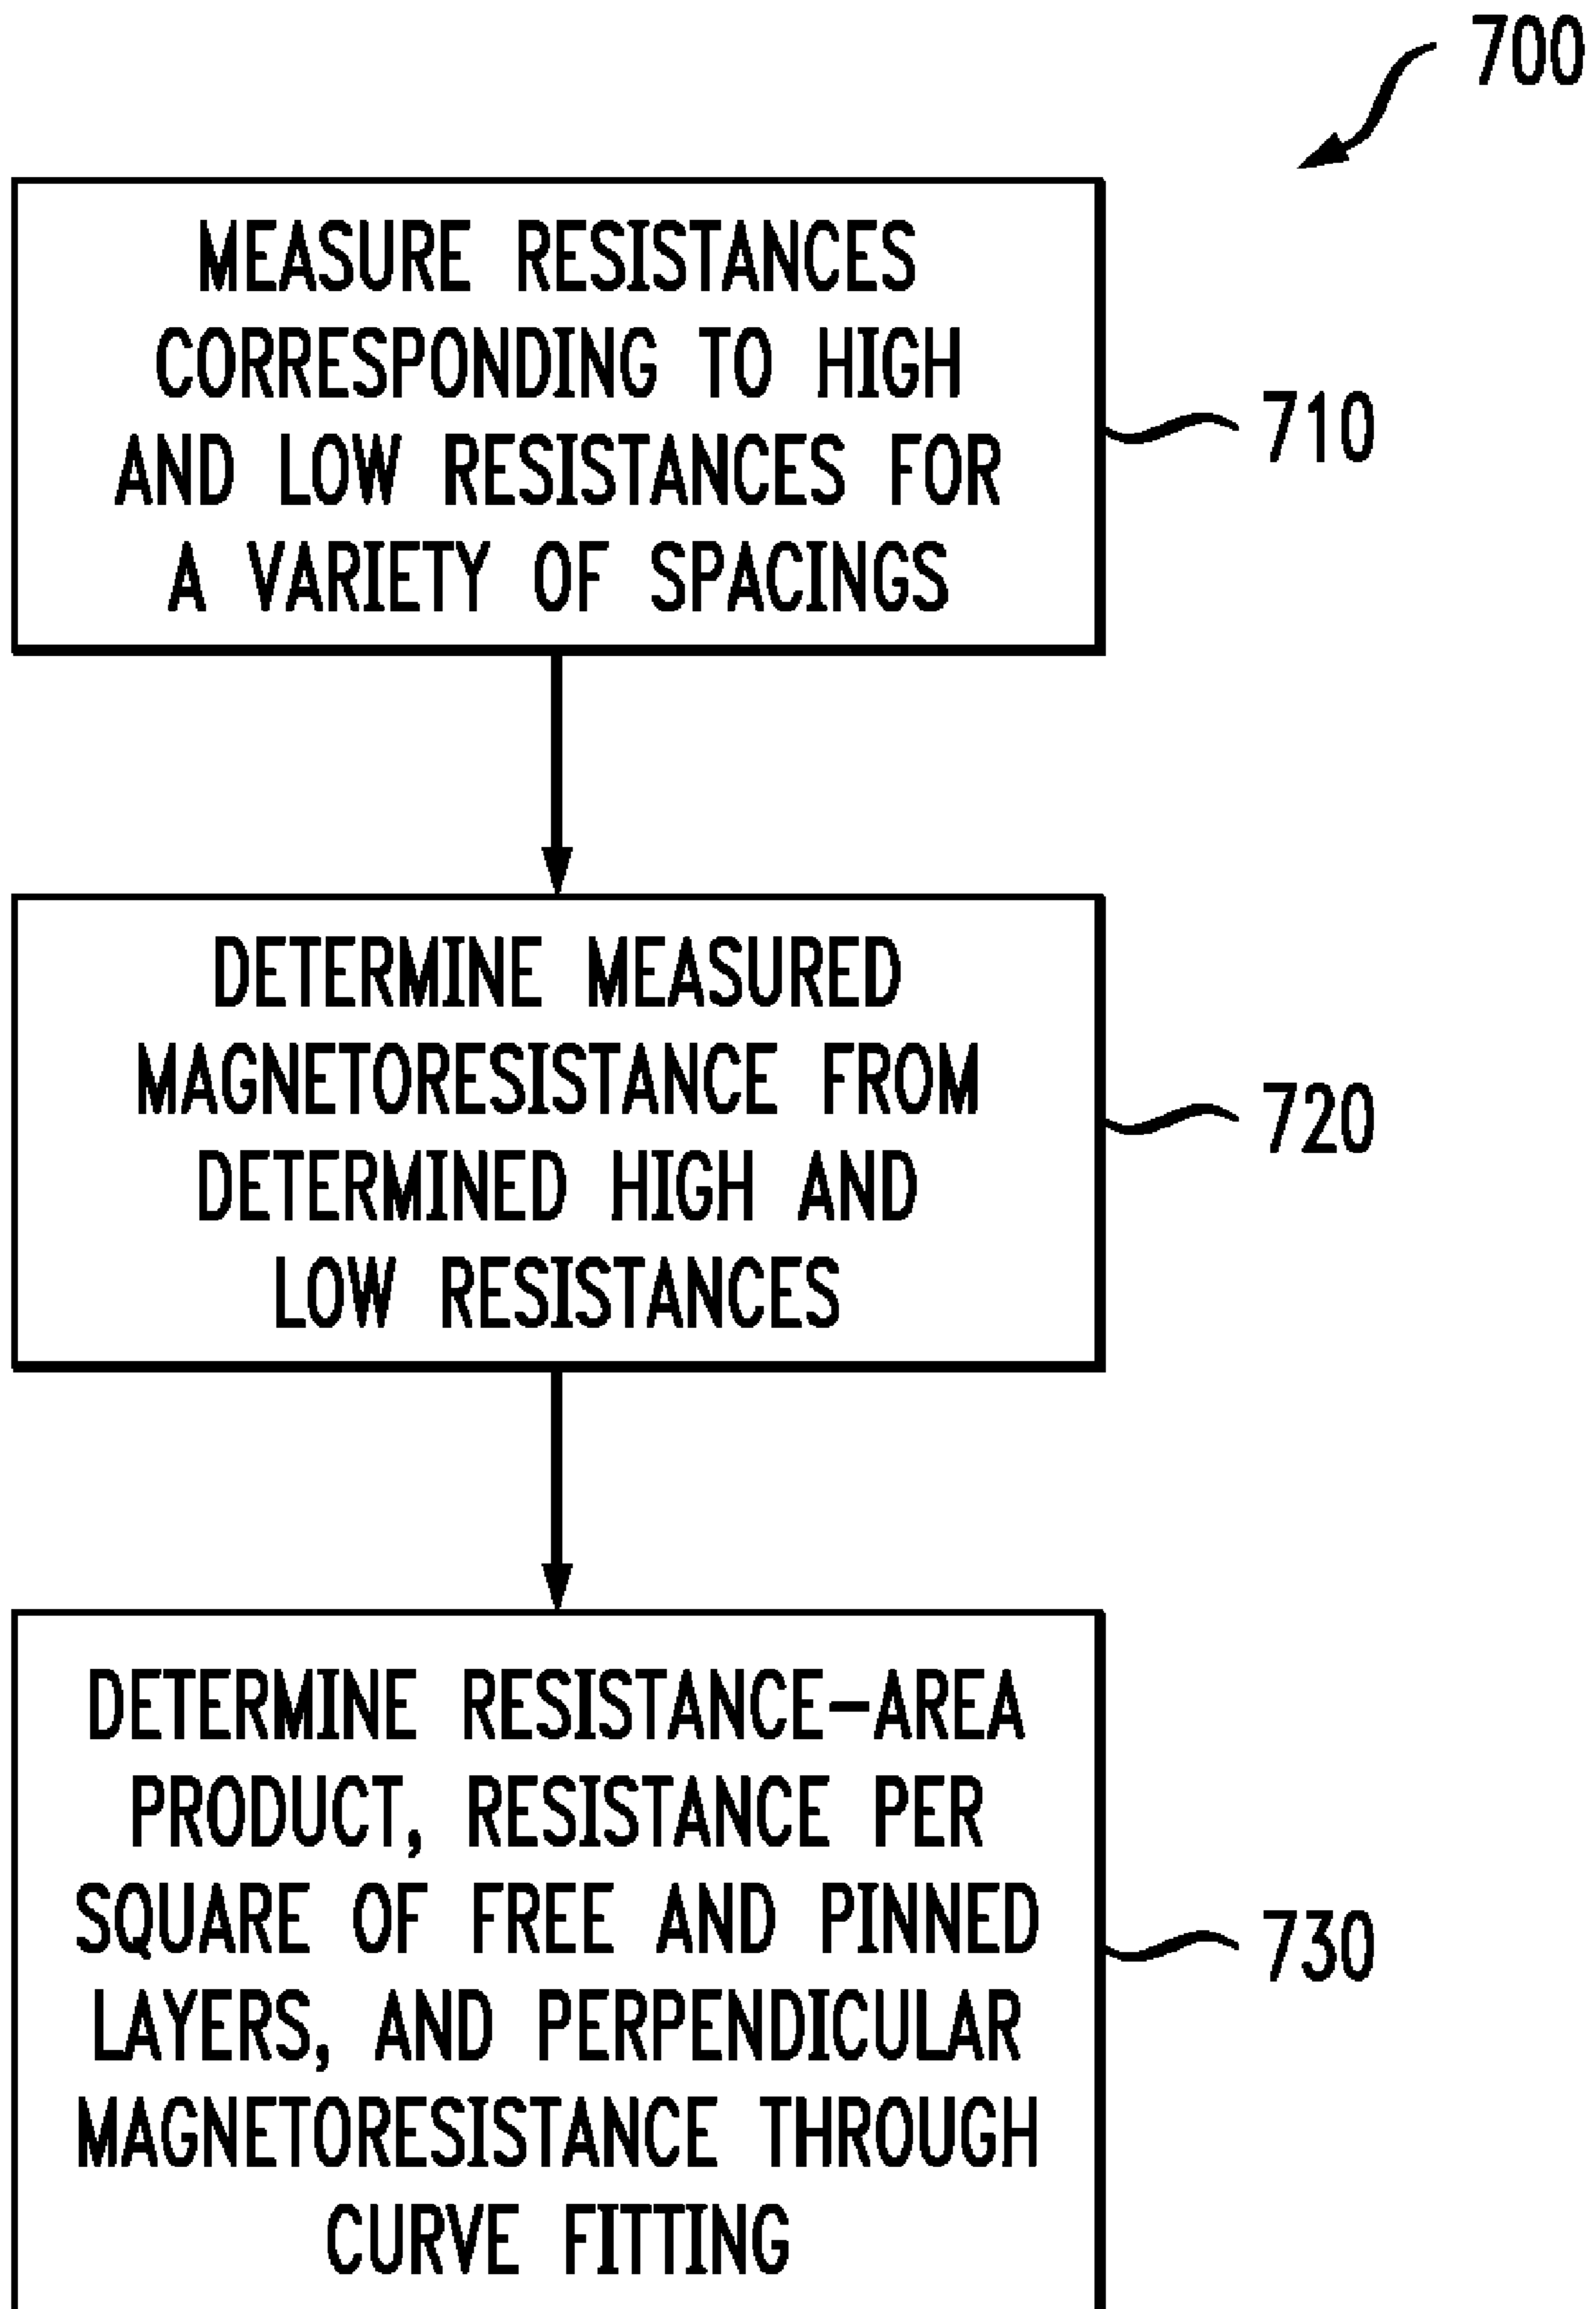 700
MEASURE RESISTANCES
CORRESPONDING TO HIGH
AND LOW RESISTANCES FOR
A VARIETY OF SPACINGS
710
DETERMINE MEASURED
MAGNETORESISTANCE FROM
DETERMINED HIGH AND
LOW RESISTANCES
720
DETERMINE RESISTANCE-AREA
PRODUCT, RESISTANCE PER
SQUARE OF FREE AND PINNED
LAYERS, AND PERPENDICULAR
MAGNETORESISTANCE THROUGH
CURVE FITTING
730